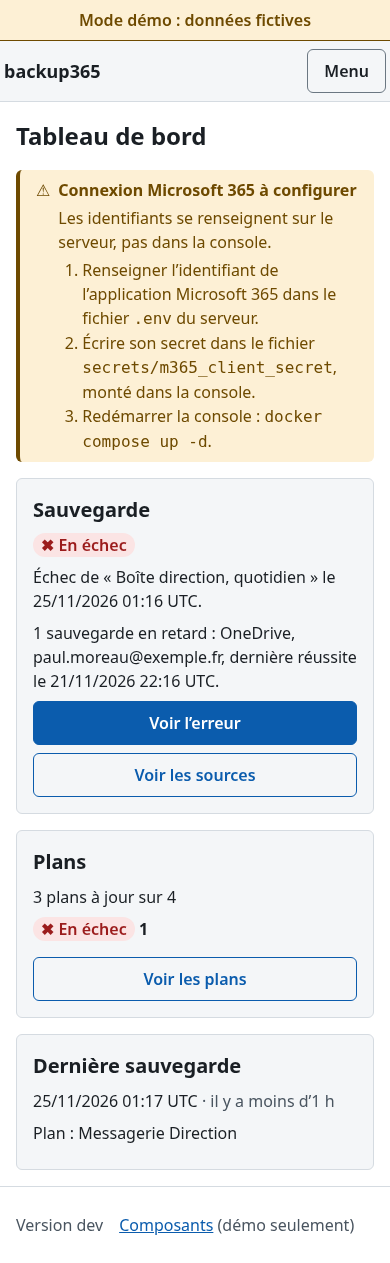 Mode démo : données fictives
backup365
Menu
Tableau de bord
⚠ Connexion Microsoft 365 à configurer
Les identifiants se renseignent sur le
serveur, pas dans la console.
1. Renseigner l’identifiant de
l’application Microsoft 365 dans le
fichier .env du serveur.
2. Écrire son secret dans le fichier
secrets/m365_client_secret,
monté dans la console.
3. Redémarrer la console : docker
compose up -d.
Sauvegarde
✖ En échec
Échec de « Boîte direction, quotidien » le
25/11/2026 01:16 UTC.
1 sauvegarde en retard : OneDrive,
paul.moreau@exemple.fr, dernière réussite
le 21/11/2026 22:16 UTC.
Voir l’erreur
Voir les sources
Plans
3 plans à jour sur 4
✖ En échec 1
Voir les plans
Dernière sauvegarde
25/11/2026 01:17 UTC · il y a moins d’1 h
Plan : Messagerie Direction
Version dev Composants (démo seulement)